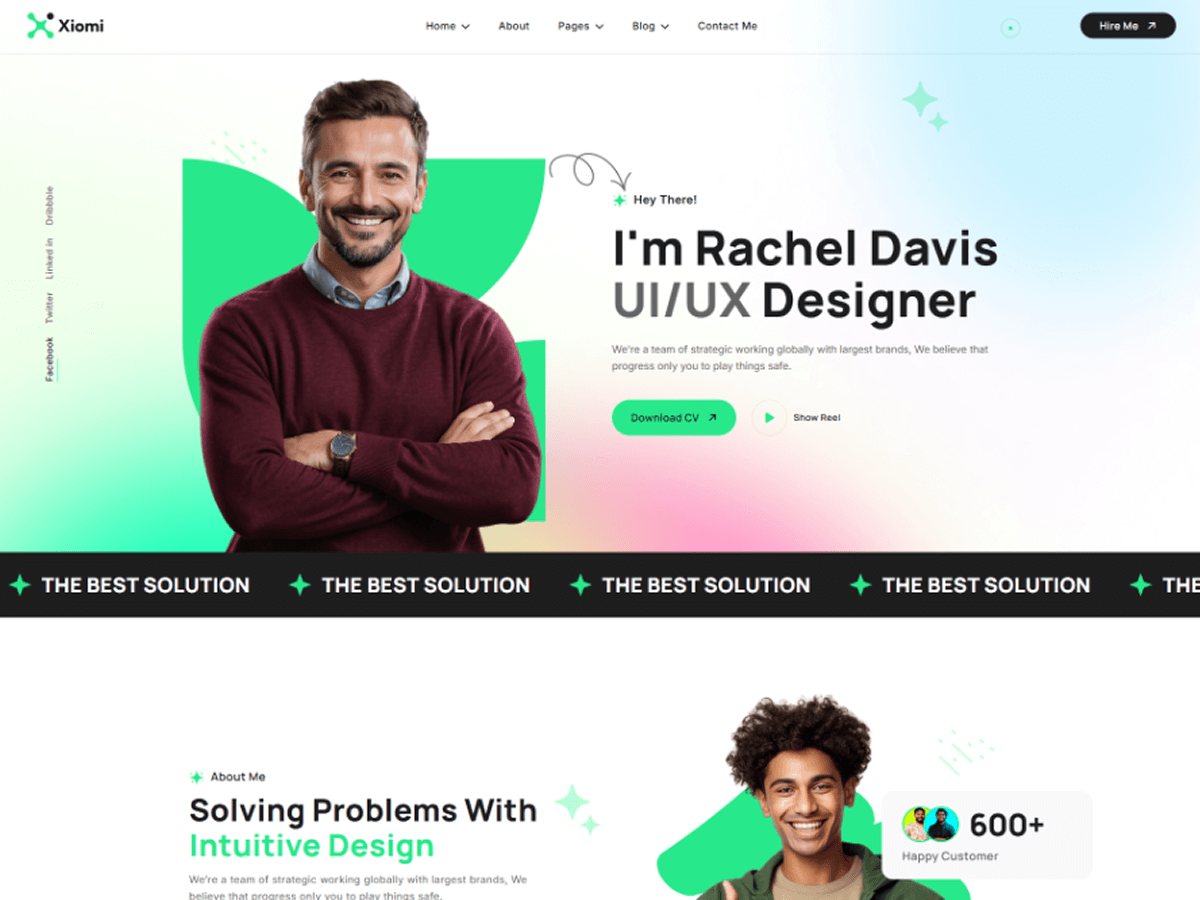 Xiomi
Home
About
Pages
Blog
Contact Me
Hire Me
Dribbble
Linked in
Twitter
Facebook
Hey There!
I'm Rachel Davis
UI/UX Designer
We're a team of strategic working globally with largest brands, We believe that
progress only you to play things safe.
Download CV
Show Reel
THE BEST SOLUTION THE BEST SOLUTION THE BEST SOLUTION THE BEST SOLUTION THE
About Me
Solving Problems With
Intuitive Design
We're a team of strategic working globally with largest brands, We
believe that progress only you to play things safe.
600+
Happy Customer